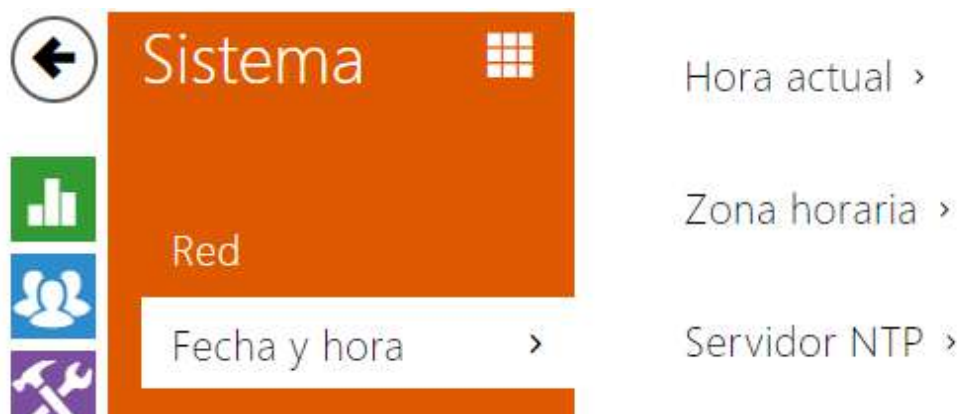 Sistema
Red
Fecha y hora
Hora actual
Zona horaria
Servidor NTP